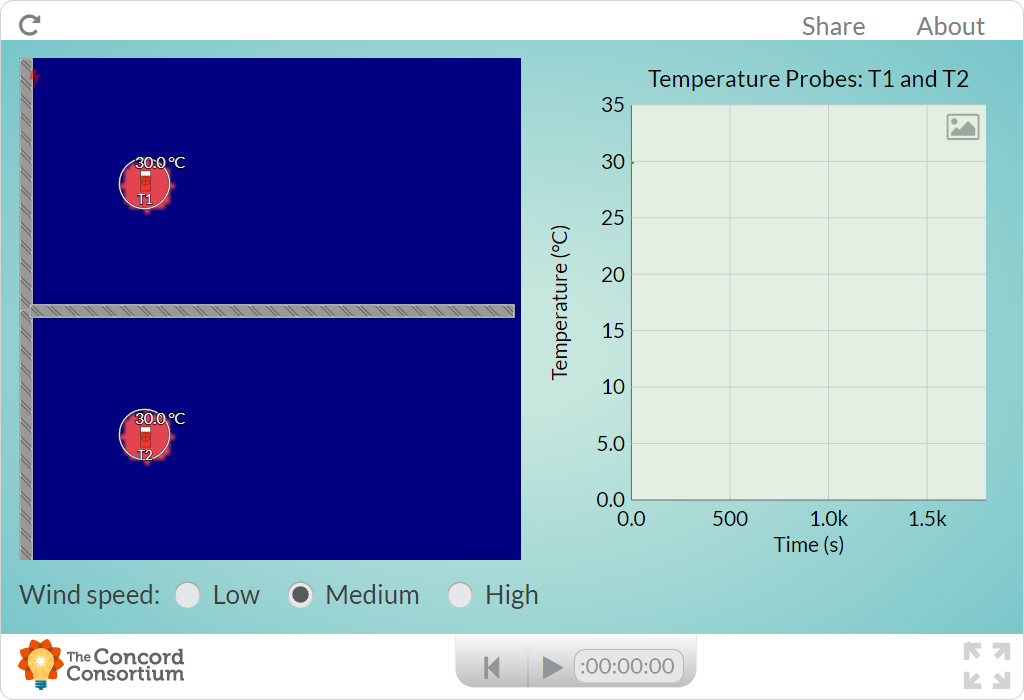 Share About
Temperature Probes: T1 and T2
35
30
25
20
15
10
5.0
0.0
Temperature (°C)
0.0 500 1.0k 1.5k
Time (s)
30.0 °C
T1
30.0 °C
T2
Wind speed: Low Medium High
The Concord
Consortium
:00:00:00